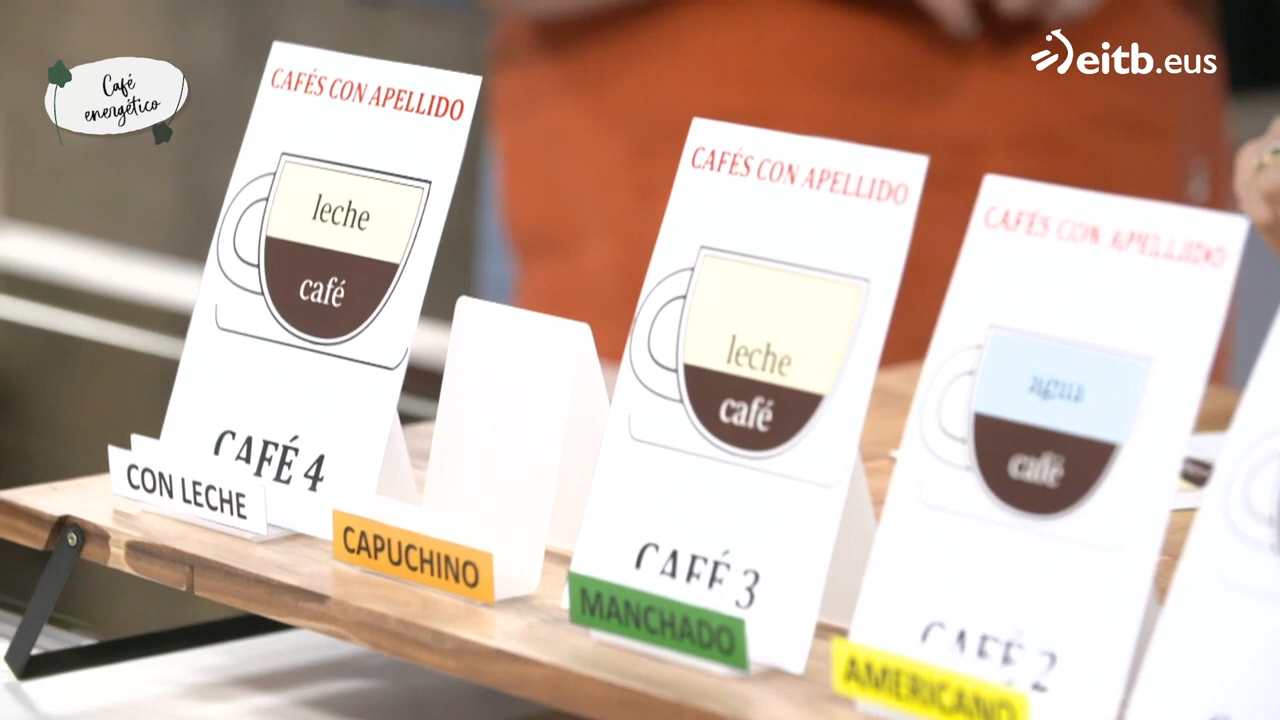 Café
energético
eitb.eus
CAFÉS CON APELLIDO
leche
café
CAFÉ 4
CON LECHE
CAPUCHINO
CAFÉS CON APELLIDO
leche
café
CAFÉ 3
MANCHADO
CAFÉS CON APELLIDO
agua
café
CAFÉ 2
AMERICANO